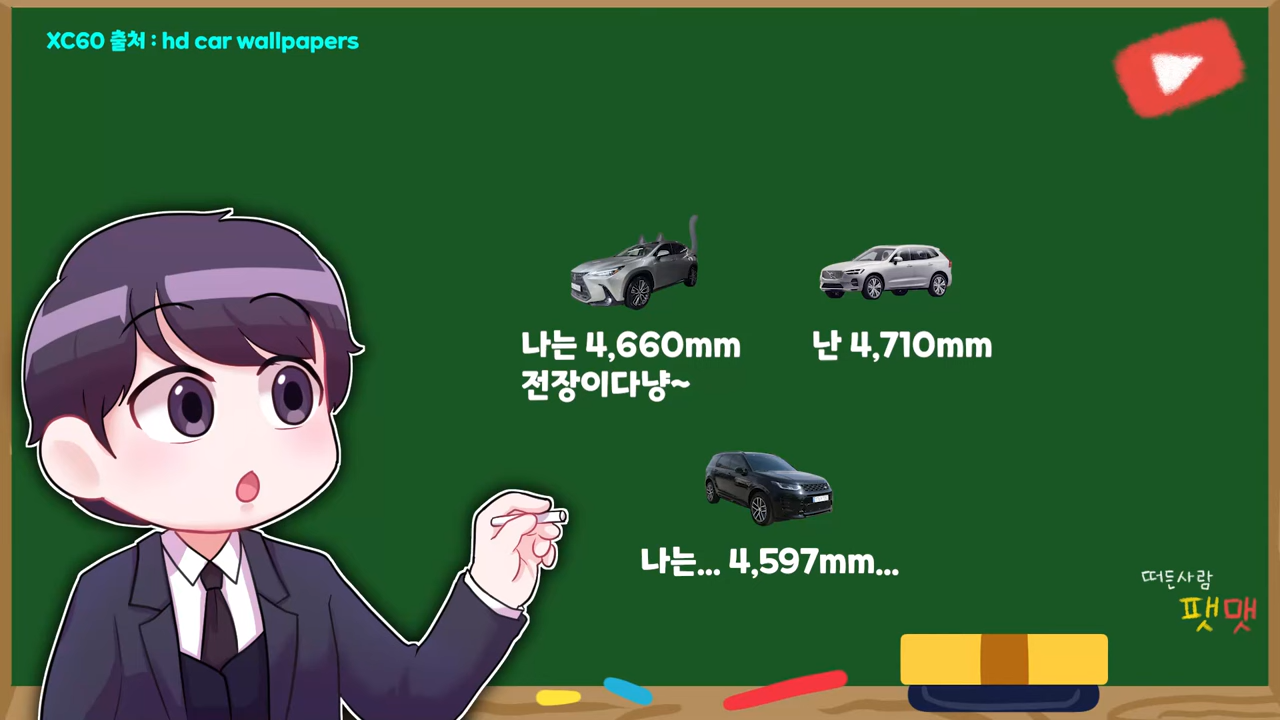 XC60 출처 : hd car wallpapers
나는 4,660mm
전장이다냥~
난 4,710mm
나는... 4,597mm...
떠든사람
팻맷